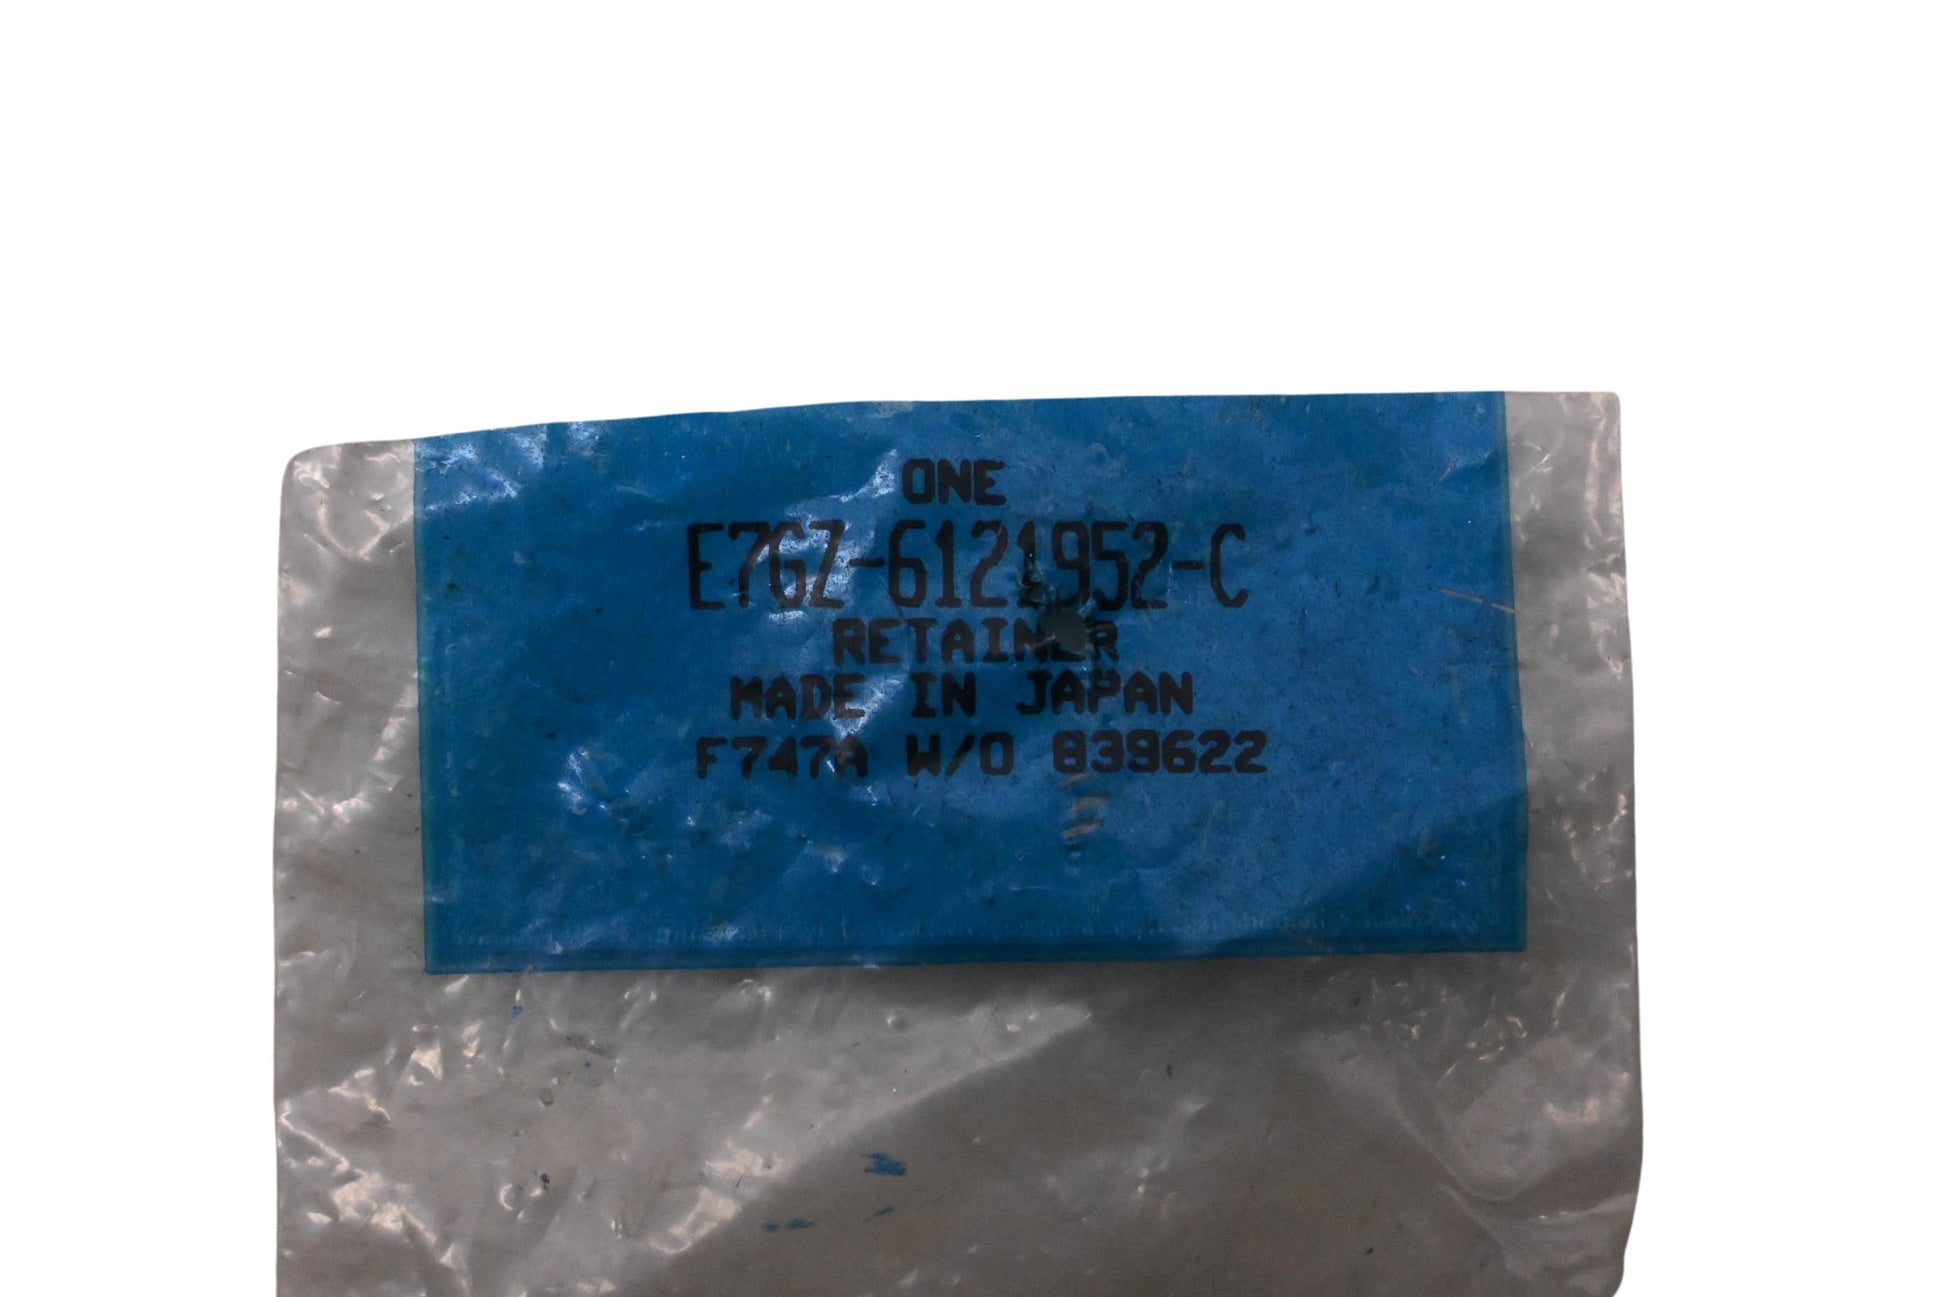 ONE
E7GZ-6121952-C
RETAINER
MADE IN JAPAN
F747A W/O 839622